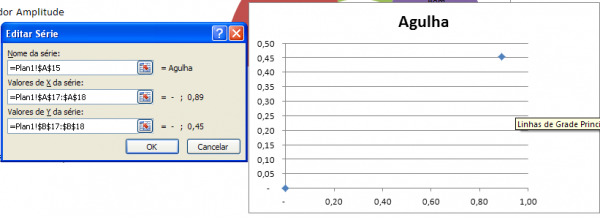 dor Amplitude
Editar Série
Nome da série:
=Plan1!$A$15
= Agulha
Valores de X da série:
=Plan1!$A$17:$A$18
= - ; 0,89
Valores de Y da série:
=Plan1!$B$17:$B$18
= - ; 0,45
OK
Cancelar
Agulha
0,50
0,45
0,40
0,35
0,30
0,25
0,20
0,15
0,10
0,05
-
- 0,20 0,40 0,60 0,80 1,00
Linhas de Grade Princi